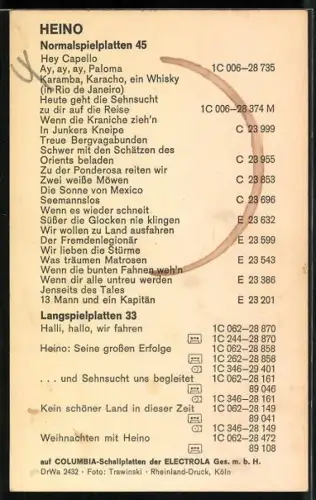 HEINO
Normalspielplatten 45
Hey Capello
Ay, ay, ay, Paloma 1C 006–28 735
Karamba, Karacho, ein Whisky
(in Rio de Janeiro)
Heute geht die Sehnsucht
zu dir auf die Reise 1C 006–28 374 M
Wenn die Kraniche zieh'n
In Junkers Kneipe C 23 999
Treue Bergvagabunden
Schwer mit den Schätzen des
Orients beladen C 23 955
Zu der Ponderosa reiten wir
Zwei weiße Möwen C 23 853
Die Sonne von Mexico
Seemannslos C 23 696
Wenn es wieder schneit
Süßer die Glocken nie klingen E 23 632
Wir wollen zu Land ausfahren
Der Fremdenlegionär E 23 599
Wir lieben die Stürme
Was träumen Matrosen E 23 543
Wenn die bunten Fahnen weh'n
Wenn dir alle untreu werden E 23 386
Jenseits des Tales
13 Mann und ein Kapitän E 23 201
Langspielplatten 33
Halli, hallo, wir fahren 1C 062–28 870
1C 244–28 870
Heino: Seine großen Erfolge 1C 062–28 858
1C 262–28 858
1C 346–29 401
. . . und Sehnsucht uns begleitet 1C 062–28 161
89 046
1C 346–28 161
Kein schöner Land in dieser Zeit 1C 062–28 149
89 041
1C 346–28 149
Weihnachten mit Heino 1C 062–28 472
89 108
auf COLUMBIA-Schallplatten der ELECTROLA Ges. m. b. H.
DrWa 2432 · Foto: Trawinski · Rheinland-Druck, Köln